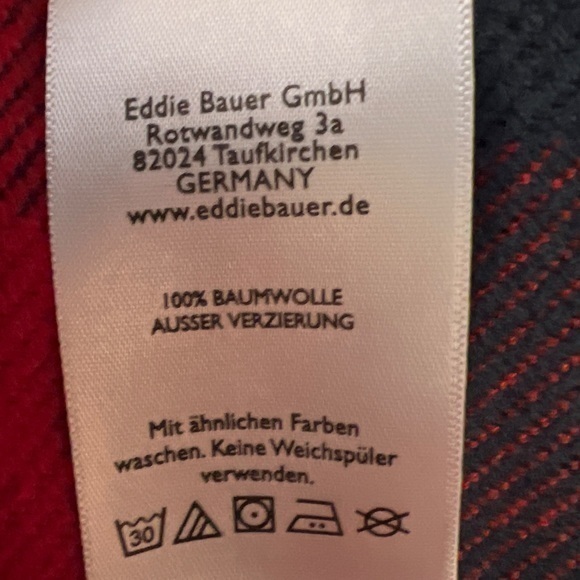 Eddie Bauer GmbH
Rotwandweg 3a
82024 Taufkirchen
GERMANY
www.eddiebauer.de
100% BAUMWOLLE
AUSSER VERZIERUNG
Mit ähnlichen Farben
waschen. Keine Weichspüler
verwenden.
30